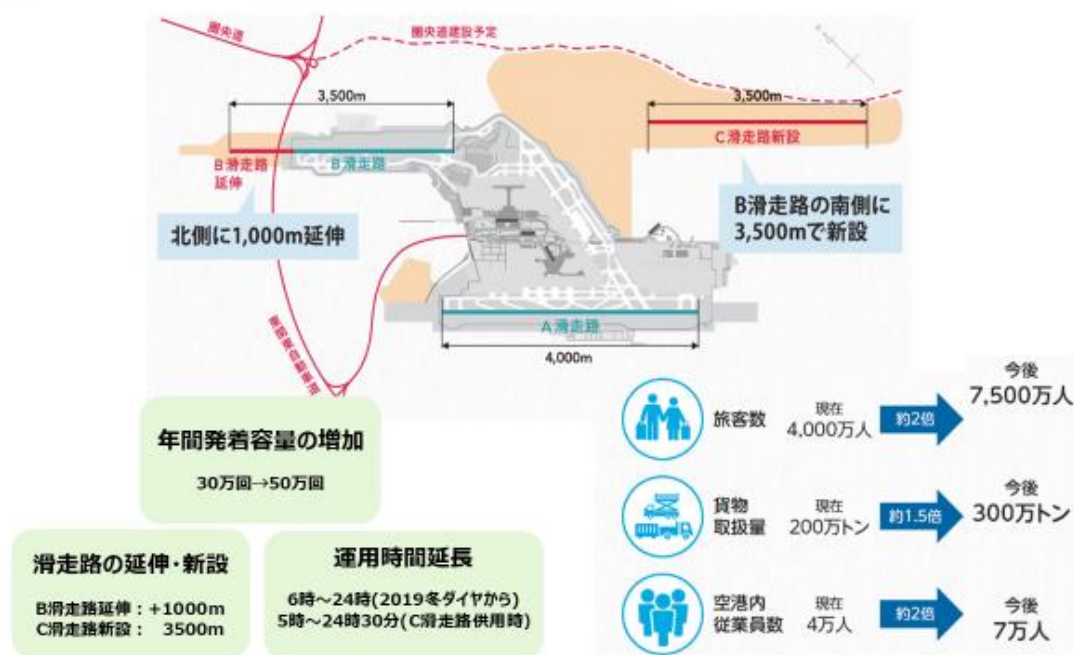 圏央道
圏央道建設予定
3,500m
3,500m
C滑走路新設
B滑走路
延伸
B滑走路
北側に1,000m延伸
B滑走路の南側に
3,500mで新設
A滑走路
4,000m
東関東自動車道
年間発着容量の増加
30万回→50万回
滑走路の延伸・新設
B滑走路延伸：+1000m
C滑走路新設： 3500m
運用時間延長
6時～24時(2019冬ダイヤから)
5時～24時30分(C滑走路供用時)
旅客数
現在
4,000万人
約2倍
今後
7,500万人
貨物
取扱量
現在
200万トン
約1.5倍
今後
300万トン
空港内
従業員数
現在
4万人
約2倍
今後
7万人